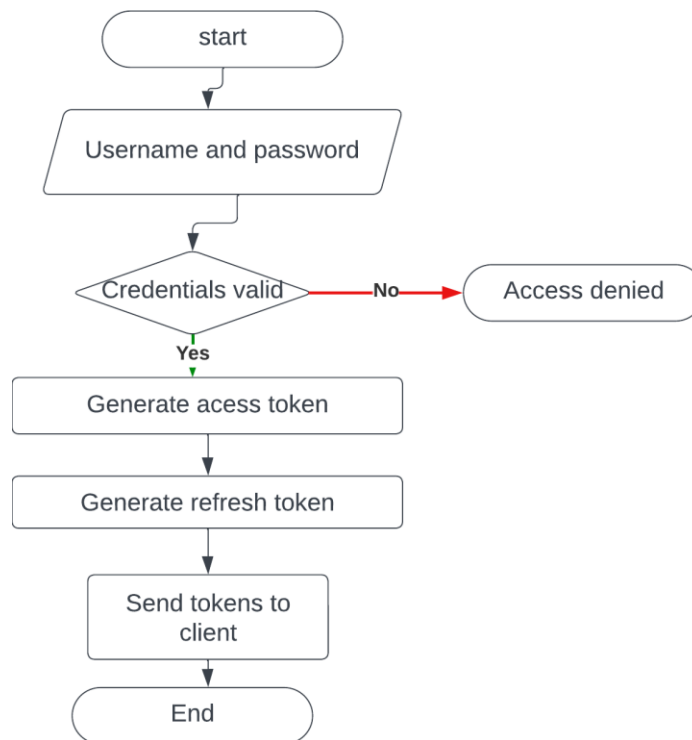 start
Username and password
Credentials valid
No
Access denied
Yes
Generate acess token
Generate refresh token
Send tokens to
client
End